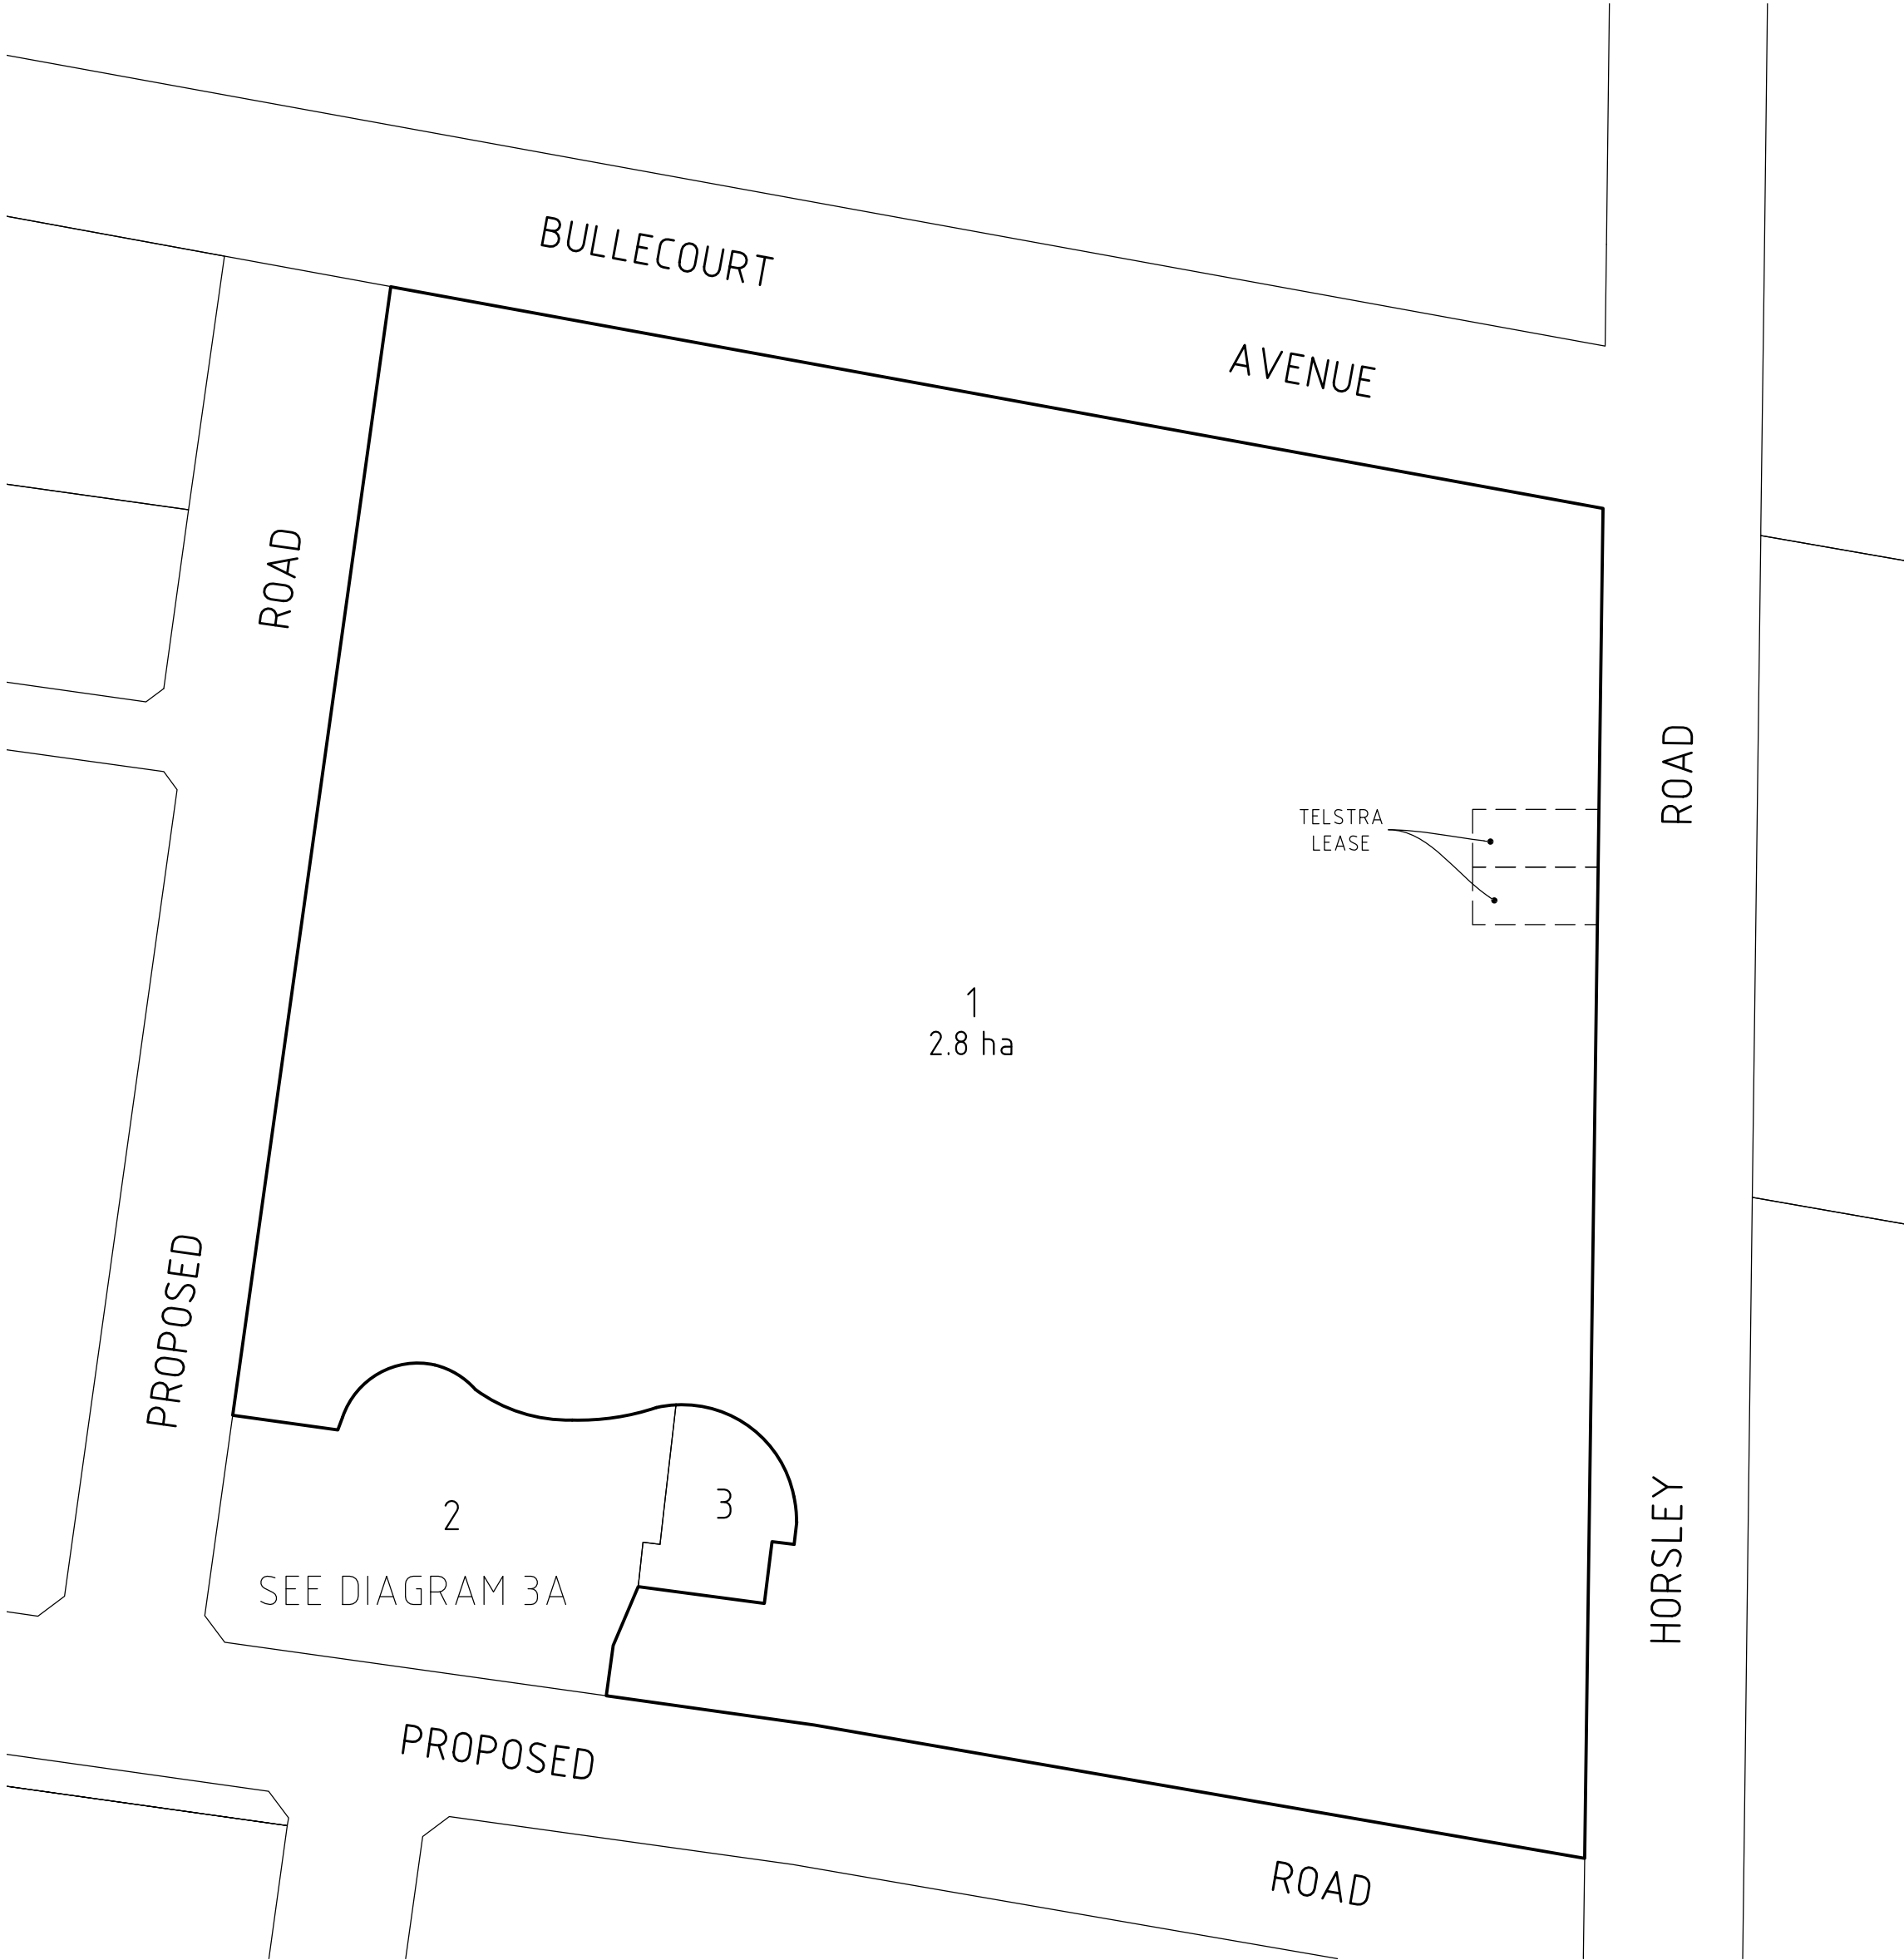 BULLECOURT AVENUE
PROPOSED ROAD
HORSLEY ROAD
TELSTRA
LEASE
1
2.8 ha
2
3
SEE DIAGRAM 3A
PROPOSED ROAD